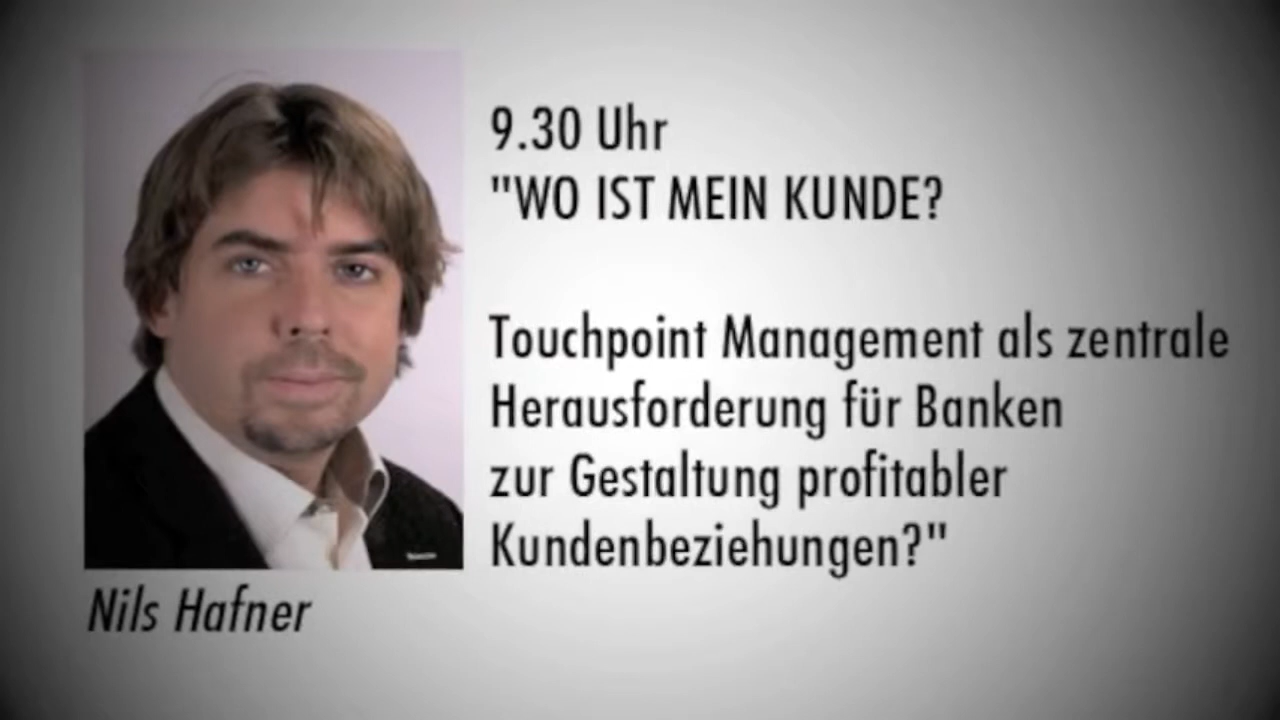 9.30 Uhr
"WO IST MEIN KUNDE?
Touchpoint Management als zentrale
Herausforderung für Banken
zur Gestaltung profitabler
Kundenbeziehungen?"
Nils Hafner